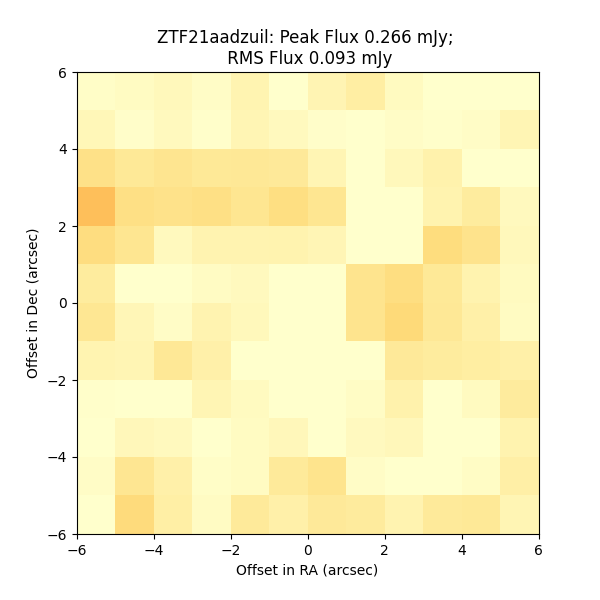 ZTF21aadzuil: Peak Flux 0.266 mJy;
RMS Flux 0.093 mJy
6
4
2
0
−2
−4
−6
Offset in Dec (arcsec)
−6 −4 −2 0 2 4 6
Offset in RA (arcsec)